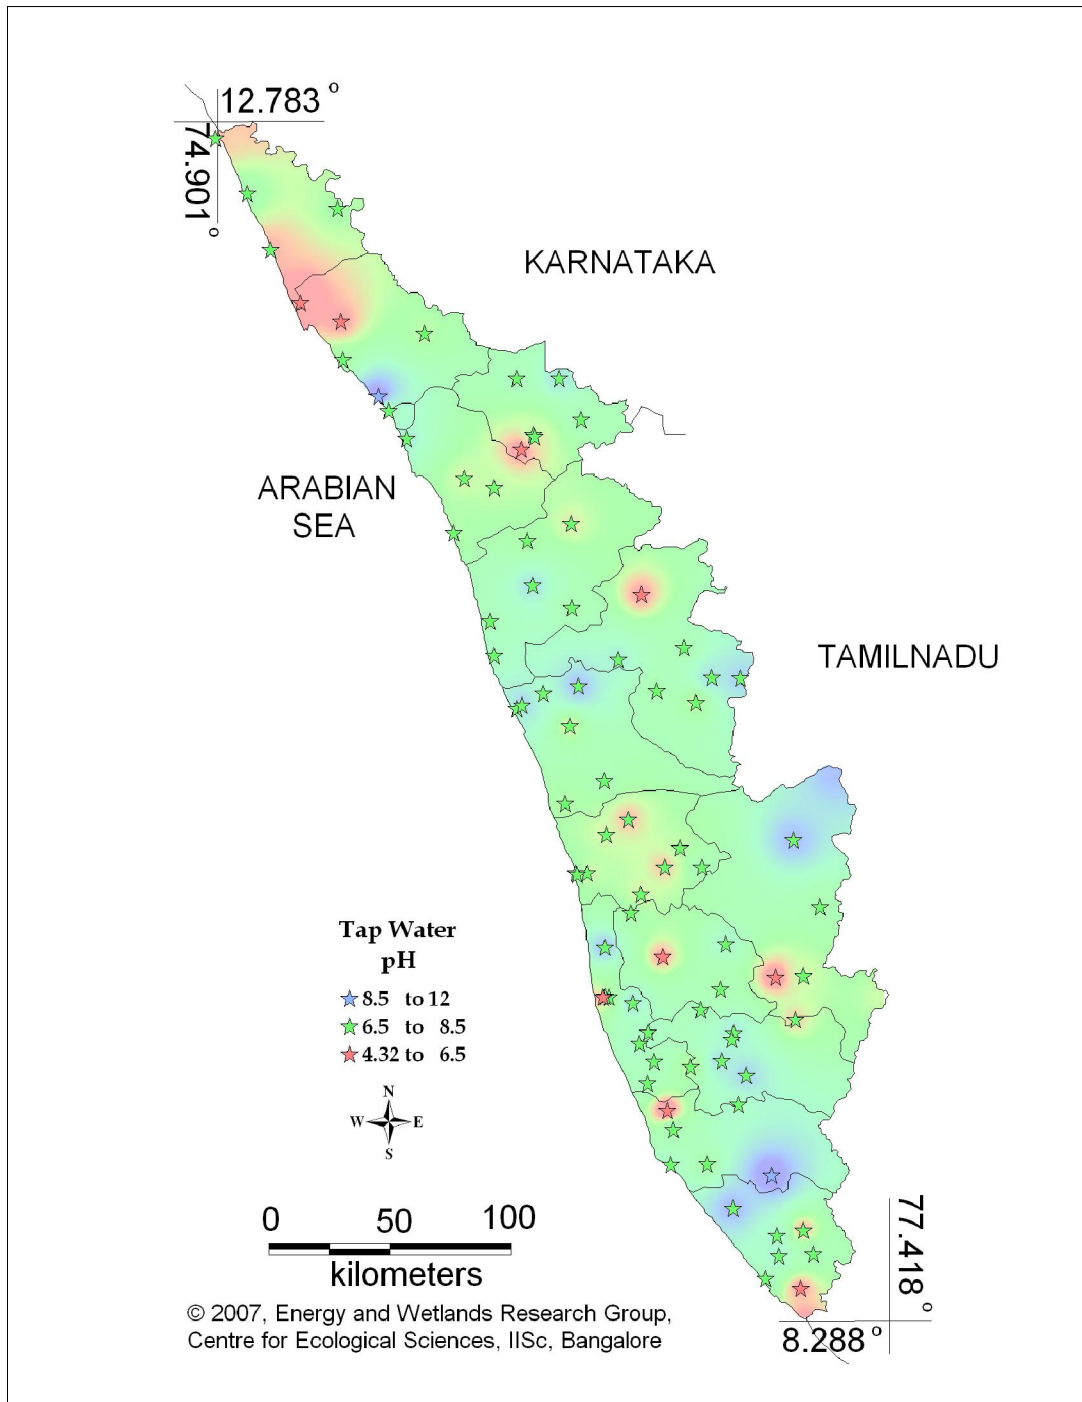 12.783 °
74.901 °
KARNATAKA
ARABIAN
SEA
TAMILNADU
Tap Water
pH
8.5 to 12
6.5 to 8.5
4.32 to 6.5
N
W E
S
0 50 100
kilometers
77.418 °
8.288 °
© 2007, Energy and Wetlands Research Group,
Centre for Ecological Sciences, IISc, Bangalore